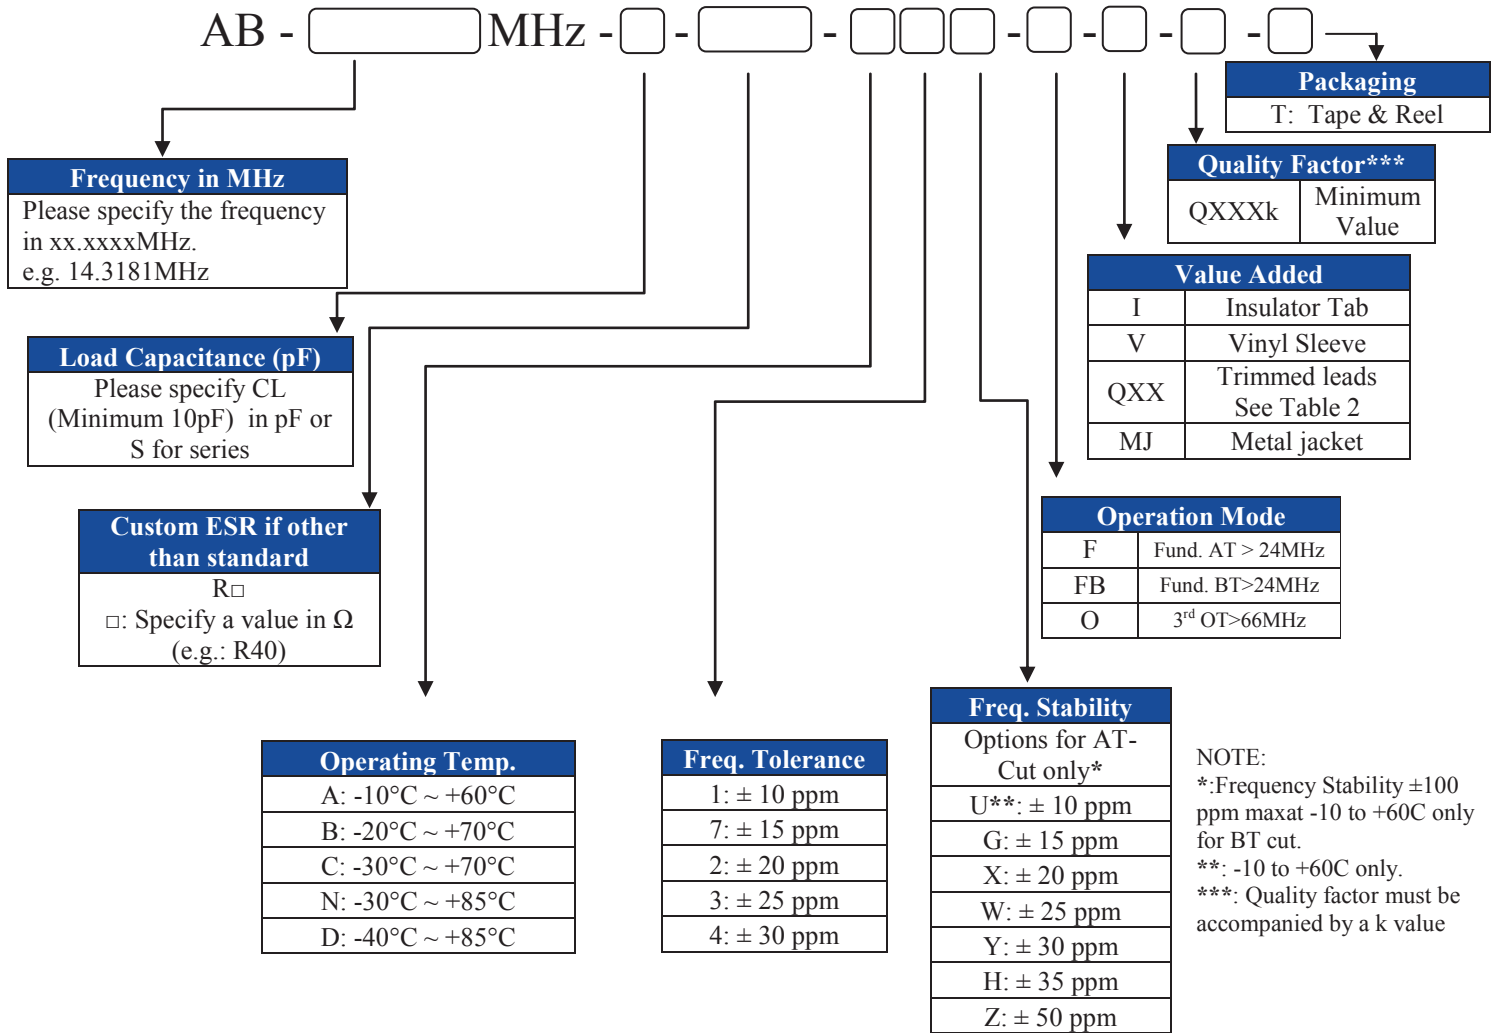 AB - MHz - - - - - - -
Packaging
T: Tape & Reel
Frequency in MHz
Please specify the frequency
in xx.xxxxMHz.
e.g. 14.3181MHz
Quality Factor***
QXXXk
Minimum
Value
Value Added
I Insulator Tab
V Vinyl Sleeve
QXX
Trimmed leads
See Table 2
MJ Metal jacket
Load Capacitance (pF)
Please specify CL
(Minimum 10pF) in pF or
S for series
Custom ESR if other
than standard
R□
□: Specify a value in Ω
(e.g.: R40)
Operation Mode
F Fund. AT > 24MHz
FB Fund. BT>24MHz
O 3rd OT>66MHz
Operating Temp.
A: -10°C ~ +60°C
B: -20°C ~ +70°C
C: -30°C ~ +70°C
N: -30°C ~ +85°C
D: -40°C ~ +85°C
Freq. Tolerance
1: ± 10 ppm
7: ± 15 ppm
2: ± 20 ppm
3: ± 25 ppm
4: ± 30 ppm
Freq. Stability
Options for AT-
Cut only*
U**: ± 10 ppm
G: ± 15 ppm
X: ± 20 ppm
W: ± 25 ppm
Y: ± 30 ppm
H: ± 35 ppm
Z: ± 50 ppm
NOTE:
*:Frequency Stability ±100
ppm maxat -10 to +60C only
for BT cut.
**: -10 to +60C only.
***: Quality factor must be
accompanied by a k value